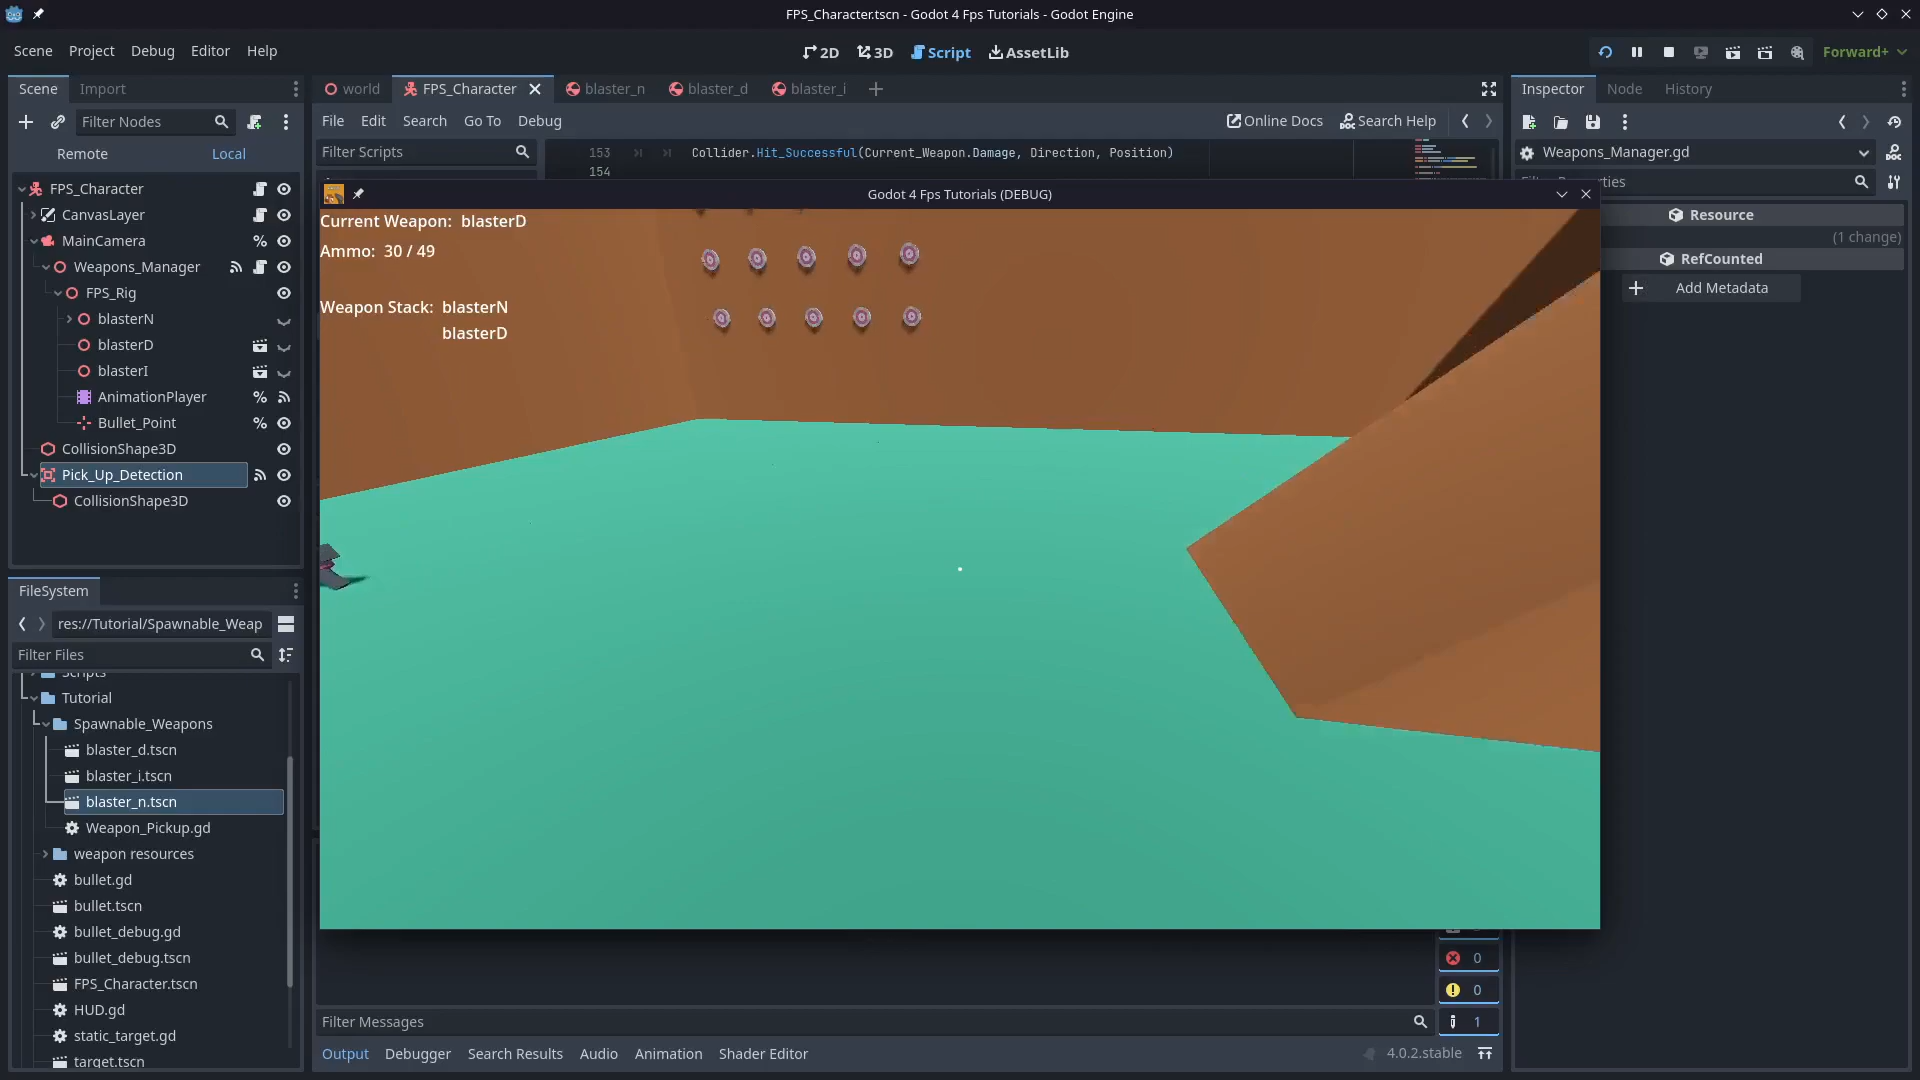 FPS_Character.tscn - Godot 4 Fps Tutorials - Godot Engine
Scene Project Debug Editor Help
2D 3D Script AssetLib
Forward+
Scene Import
world FPS_Character blaster_n blaster_d blaster_i
Inspector Node History
Filter Nodes
File Edit Search Go To Debug
Online Docs Search Help
Remote Local
Filter Scripts
153 Collider.Hit_Successful(Current_Weapon.Damage, Direction, Position)
154
Weapons_Manager.gd
Godot 4 Fps Tutorials (DEBUG)
Properties
Resource
(1 change)
RefCounted
Add Metadata
FPS_Character
CanvasLayer
MainCamera
Weapons_Manager
FPS_Rig
blasterN
blasterD
blasterI
AnimationPlayer
Bullet_Point
CollisionShape3D
Pick_Up_Detection
CollisionShape3D
Current Weapon: blasterD
Ammo: 30 / 49
Weapon Stack: blasterN
blasterD
FileSystem
res://Tutorial/Spawnable_Weap
Filter Files
Scripts
Tutorial
Spawnable_Weapons
blaster_d.tscn
blaster_i.tscn
blaster_n.tscn
Weapon_Pickup.gd
weapon resources
bullet.gd
bullet.tscn
bullet_debug.gd
bullet_debug.tscn
FPS_Character.tscn
HUD.gd
static_target.gd
target.tscn
0
0
1
Filter Messages
Output Debugger Search Results Audio Animation Shader Editor
4.0.2.stable